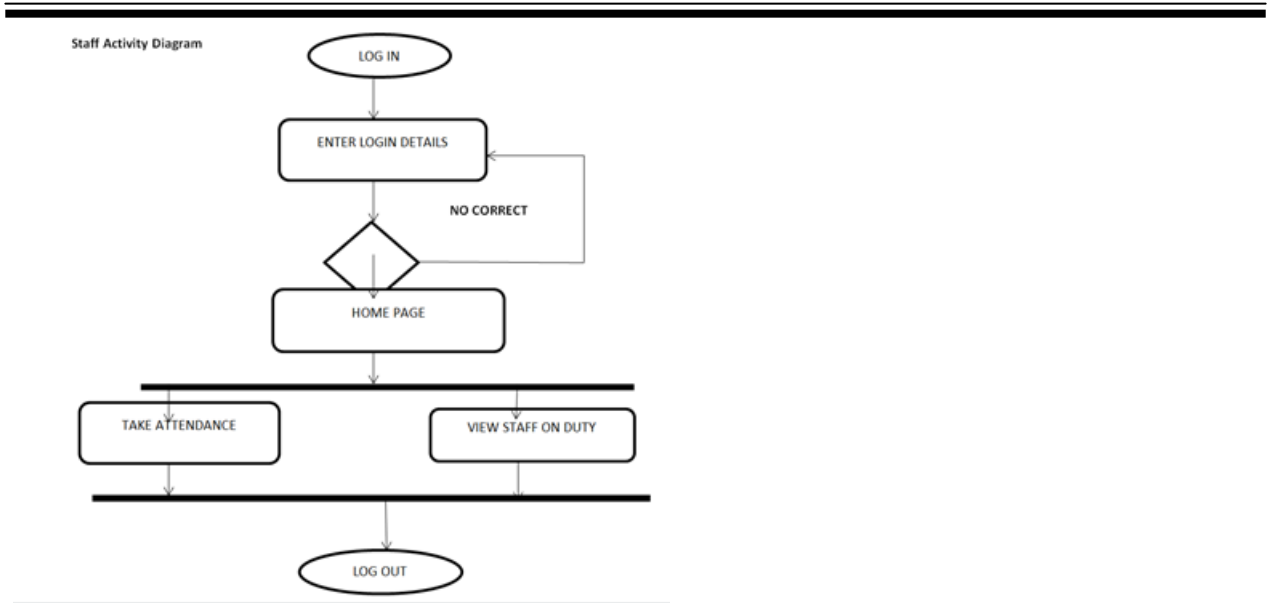 Staff Activity Diagram
LOG IN
ENTER LOGIN DETAILS
NO CORRECT
HOME PAGE
TAKE ATTENDANCE
VIEW STAFF ON DUTY
LOG OUT